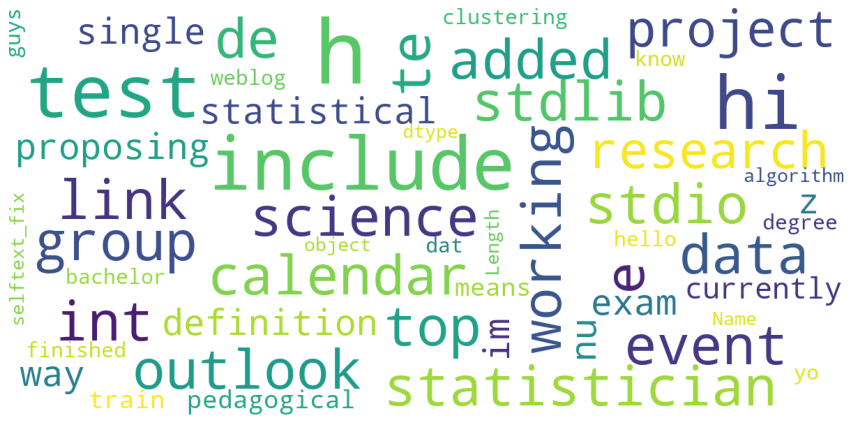 guys
single
de
h
te
clustering
project
know
weblog
added
test
statistical
stdlib
hi
proposing
dtype
include
research
algorithm
link
science
working
stdio
z
degree
group
selftext_fix
object
dat
Length
hello
data
bachelor
calendar
means
e
exam
currently
int
definition
top
im
nu
Name
event
finished
way
outlook
statistician
yo
train
pedagogical